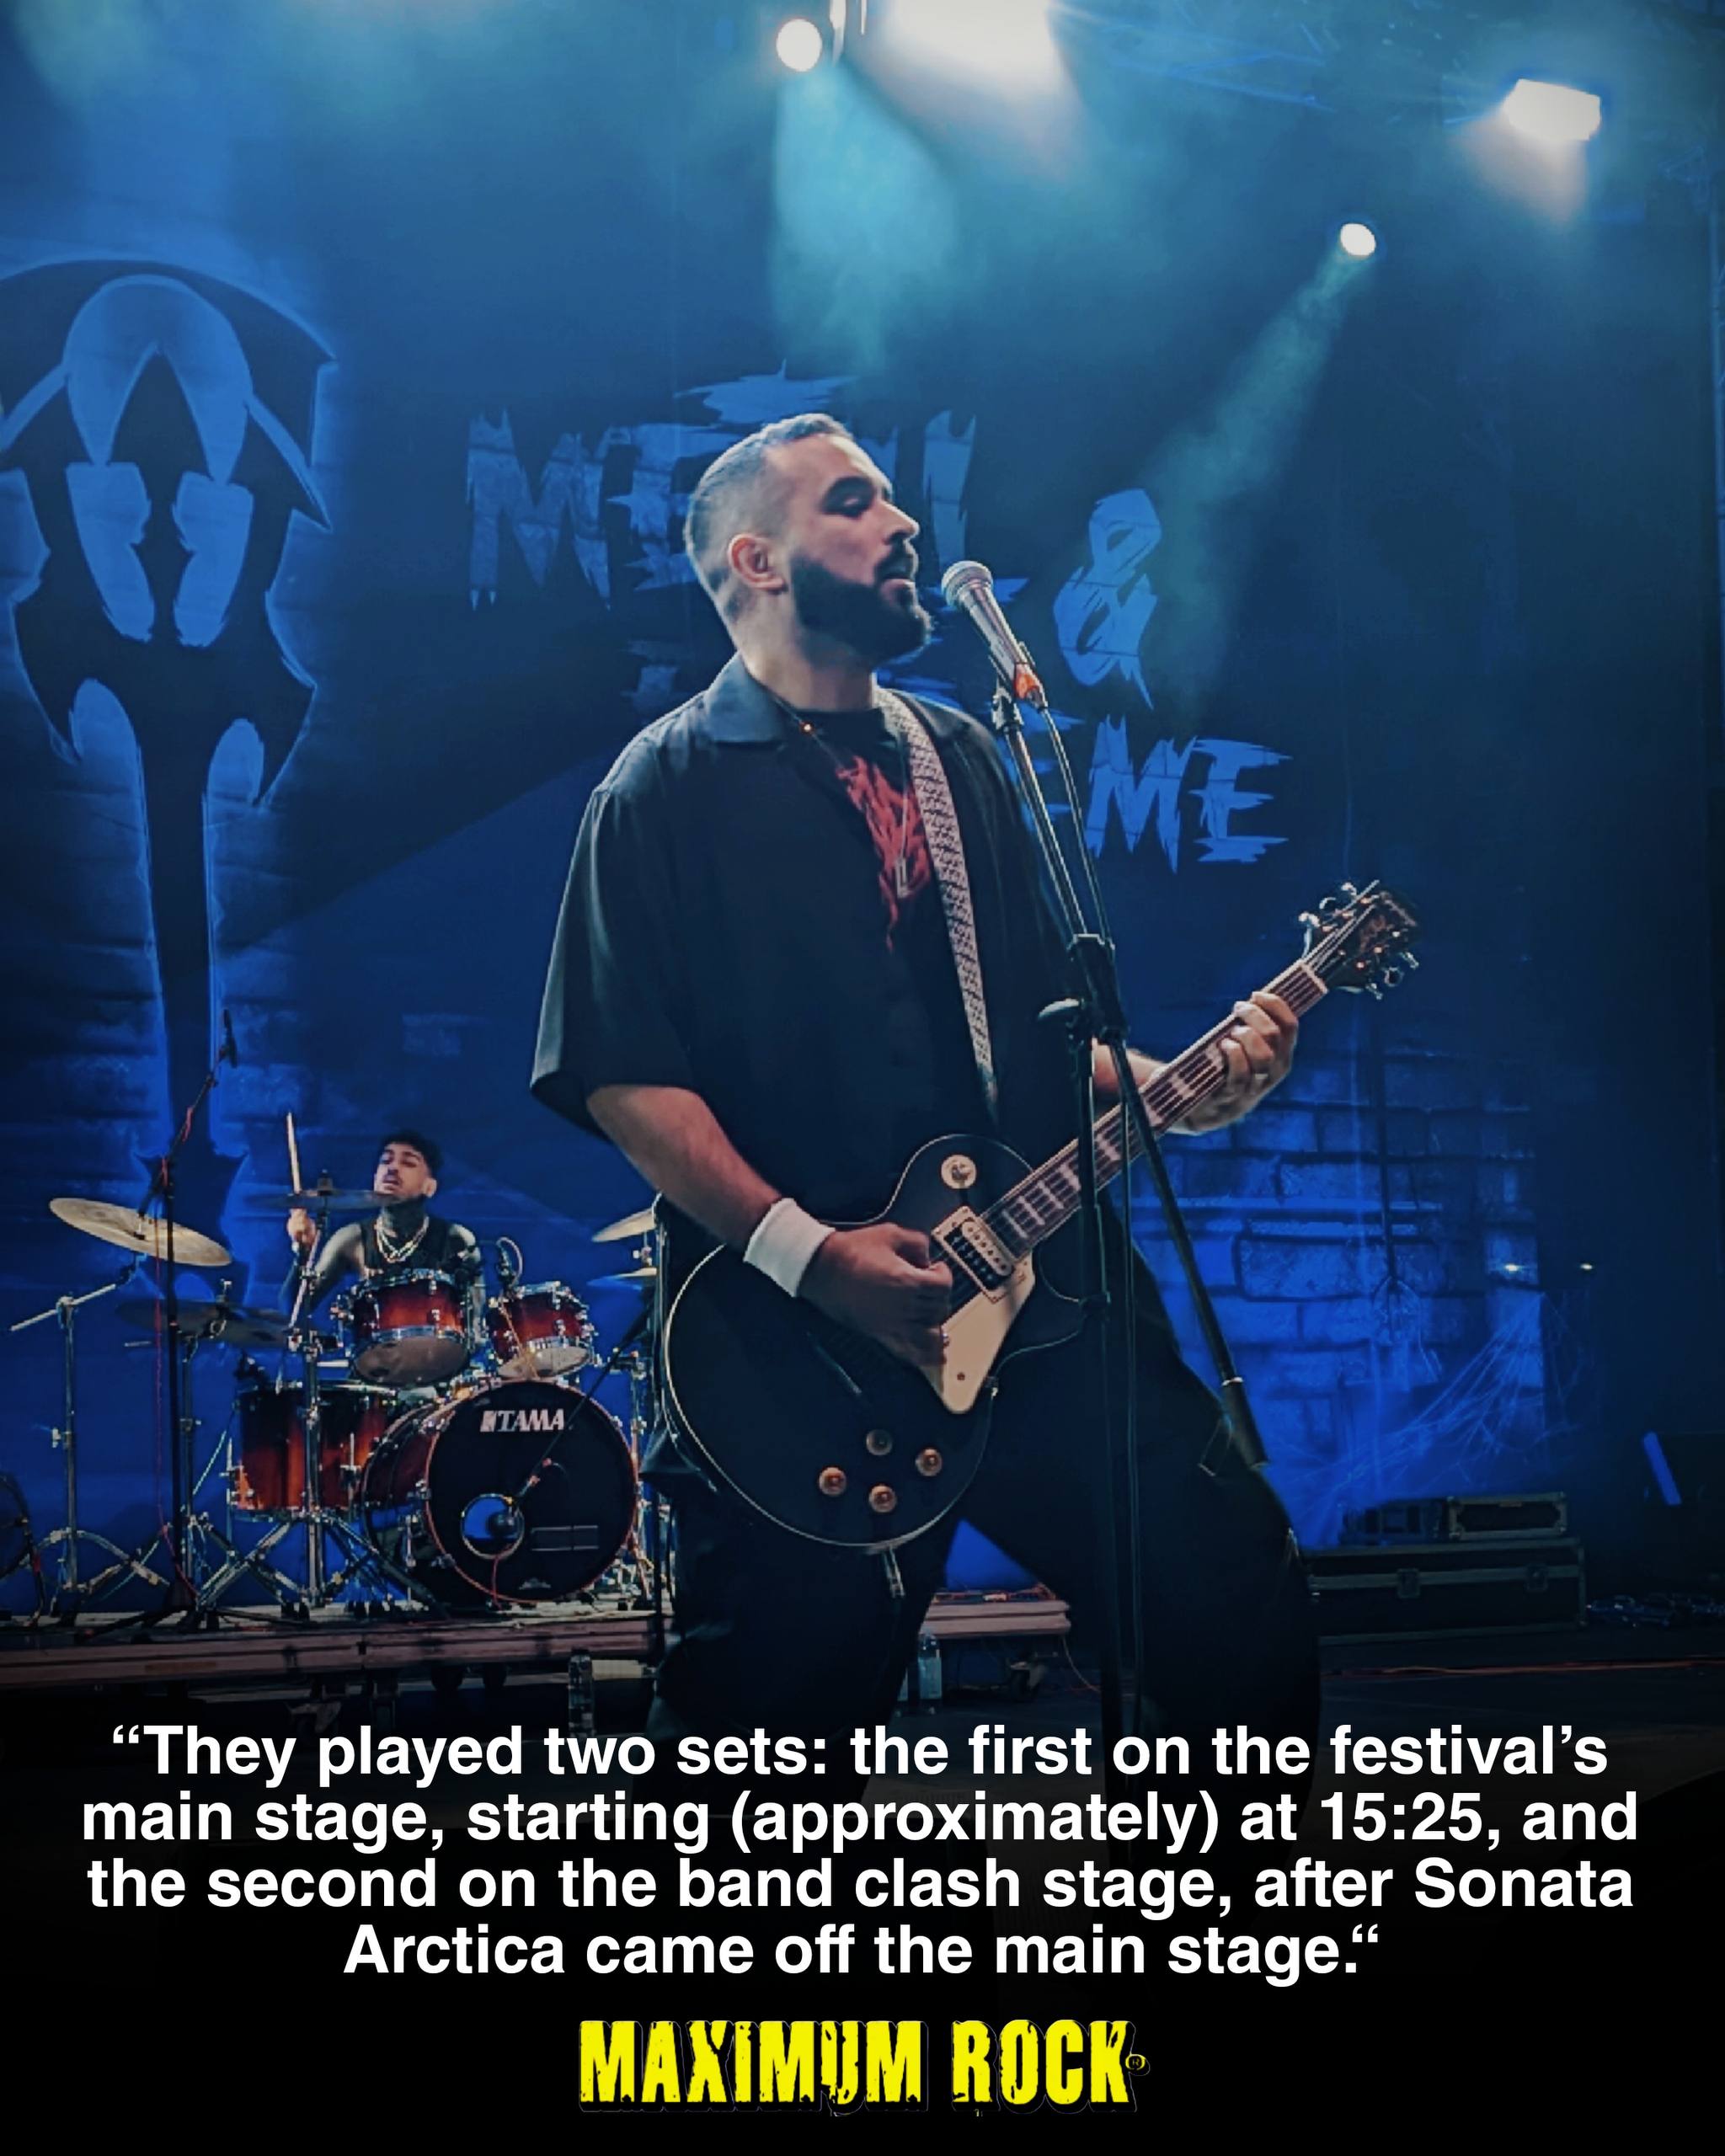 &
ME
TAMA
“They played two sets: the first on the festival’s
main stage, starting (approximately) at 15:25, and
the second on the band clash stage, after Sonata
Arctica came off the main stage.“
MAXIMUM ROCK